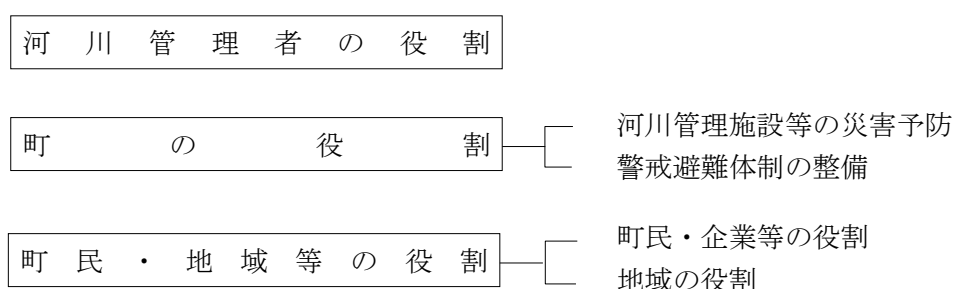 河川管理者の役割
町の役割
河川管理施設等の災害予防
警戒避難体制の整備
町民・地域等の役割
町民・企業等の役割
地域の役割